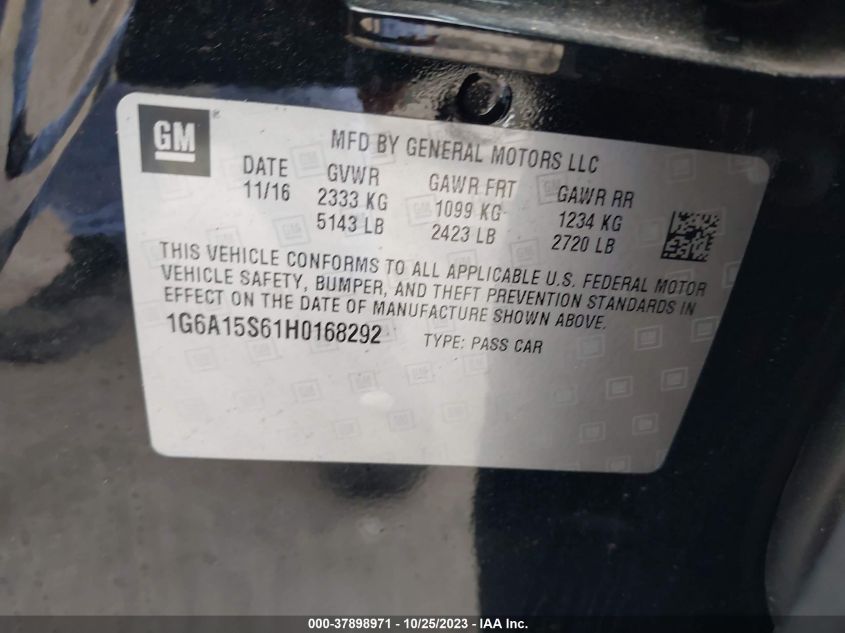 GM®
MFD BY GENERAL MOTORS LLC
DATE GVWR GAWR FRT GAWR RR
11/16 2333 KG 1099 KG 1234 KG
5143 LB 2423 LB 2720 LB
THIS VEHICLE CONFORMS TO ALL APPLICABLE U.S. FEDERAL MOTOR
VEHICLE SAFETY, BUMPER, AND THEFT PREVENTION STANDARDS IN
EFFECT ON THE DATE OF MANUFACTURE SHOWN ABOVE.
1G6A15S61H0168292 TYPE: PASS CAR
000-37898971 - 10/25/2023 - IAA Inc.